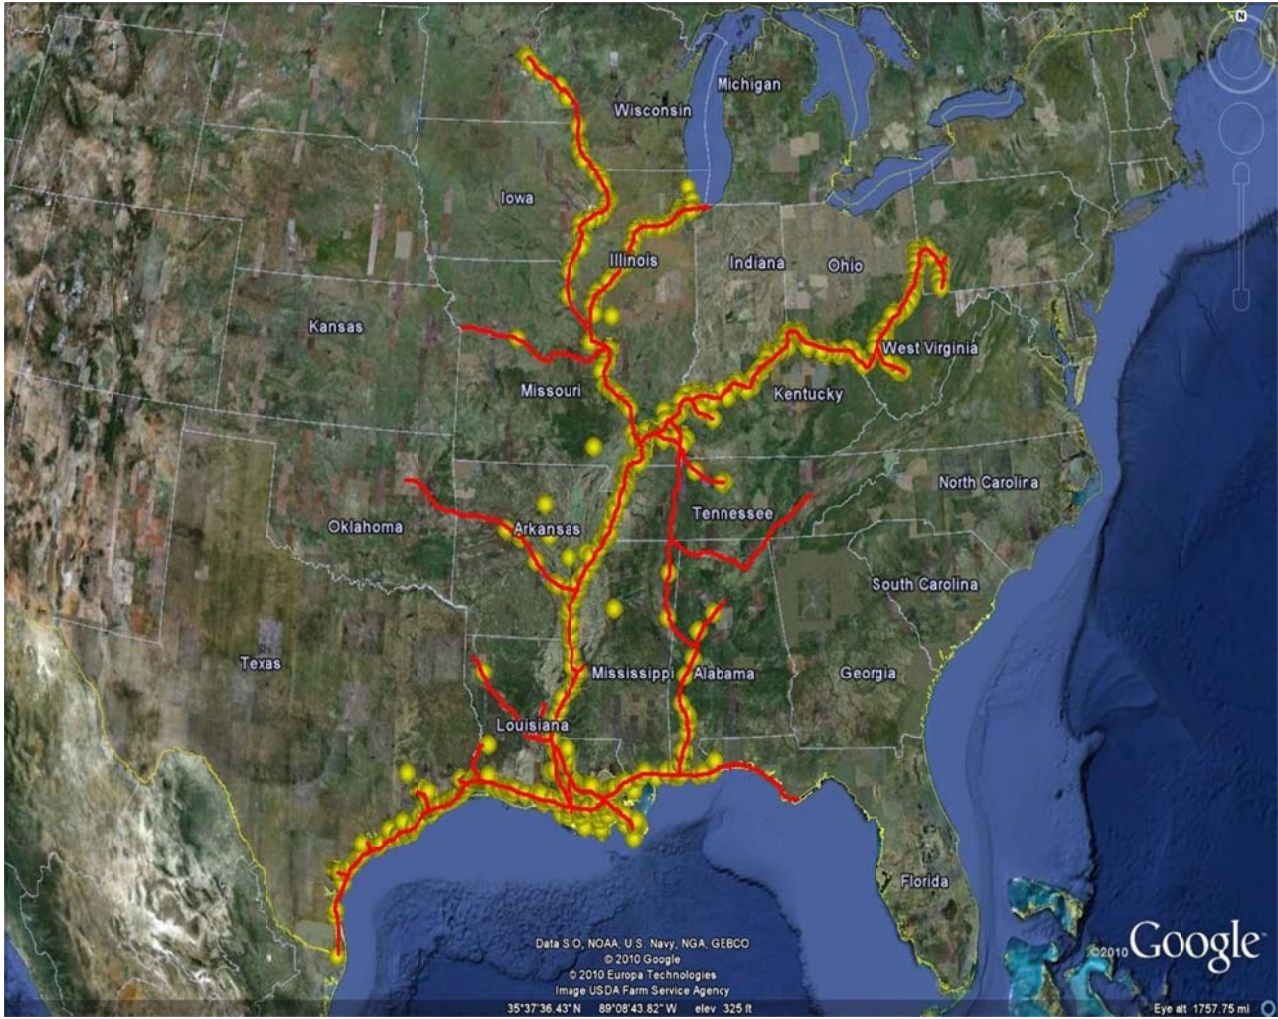 N
Michigan
Wisconsin
Iowa
Illinois
Indiana
Ohio
Kansas
West Virginia
Missouri
Kentucky
North Carolina
Oklahoma
Arkansas
Tennessee
South Carolina
Texas
Mississippi
Alabama
Georgia
Louisiana
Florida
Data SIO, NOAA, U.S. Navy, NGA, GEBCO
© 2010 Google
© 2010 Europa Technologies
Image USDA Farm Service Agency
©2010 Google™
35°37'36.43"N 89°08'43.82"W elev 325 ft
Eye alt 1757.75 mi